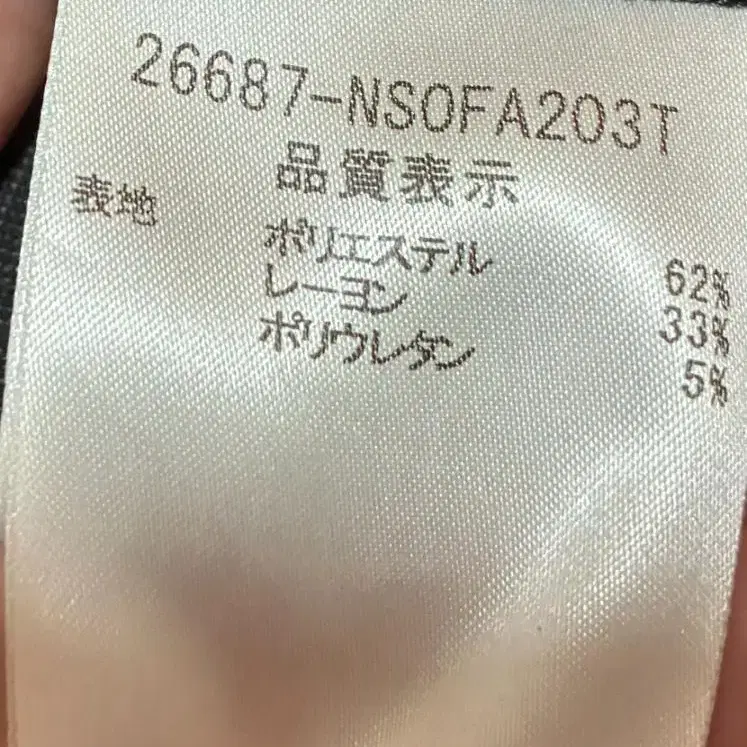 26687-NSOFA203T
品質表示
表地
ポリエステル 62%
レーヨン 33%
ポリウレタン 5%